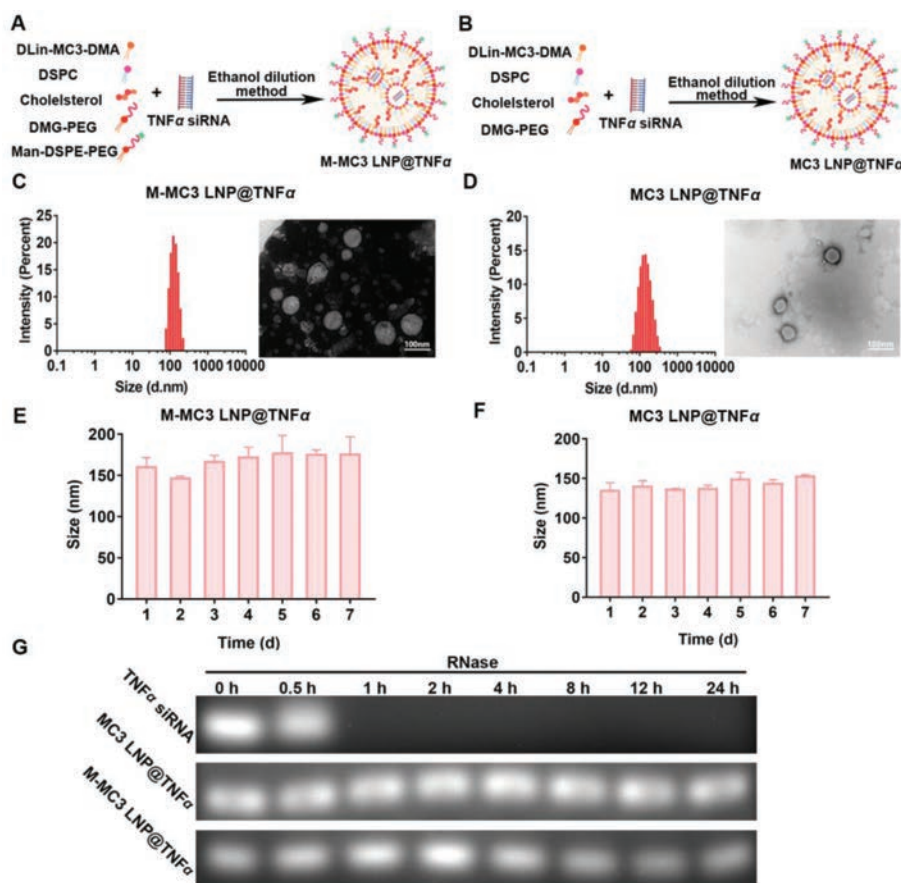 A
DLin-MC3-DMA
DSPC
Cholelsterol
DMG-PEG
Man-DSPE-PEG
+
TNFα siRNA
Ethanol dilution
method
M-MC3 LNP@TNFα
B
DLin-MC3-DMA
DSPC
Cholelsterol
DMG-PEG
+
TNFα siRNA
Ethanol dilution
method
MC3 LNP@TNFα
C
M-MC3 LNP@TNFα
Intensity (Percent)
25
20
15
10
5
0
0.1 1 10 100 1000 10000
Size (d.nm)
100nm
D
MC3 LNP@TNFα
Intensity (Percent)
20
15
10
5
0
0.1 1 10 100 1000 10000
Size (d.nm)
100nm
E
M-MC3 LNP@TNFα
Size (nm)
200
150
100
50
0
1 2 3 4 5 6 7
Time (d)
F
MC3 LNP@TNFα
Size (nm)
200
150
100
50
0
1 2 3 4 5 6 7
Time (d)
G
RNase
0 h 0.5 h 1 h 2 h 4 h 8 h 12 h 24 h
TNFα siRNA
MC3 LNP@TNFα
M-MC3 LNP@TNFα